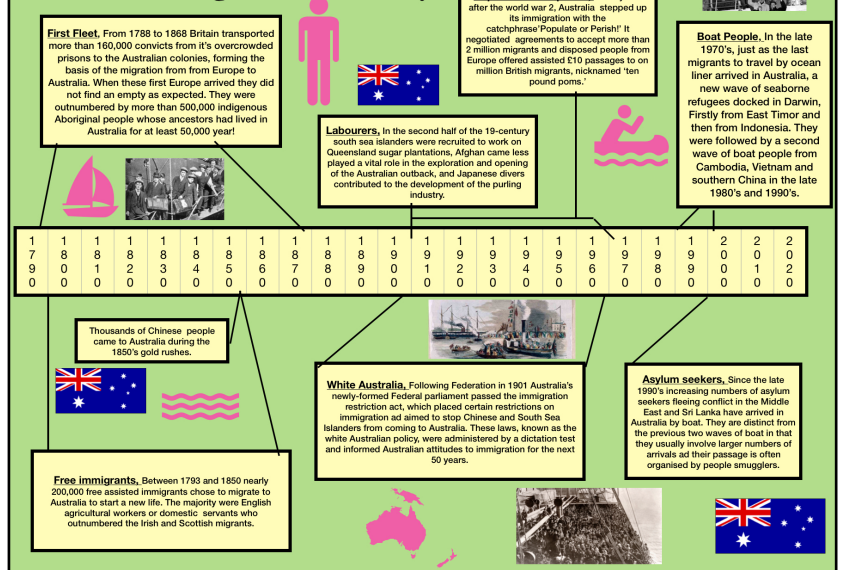 after the world war 2, Australia  stepped up
its immigration with the
catchphrase'Populate or Perish!' It
negotiated  agreements to accept more than
2 million migrants and disposed people from
Europe offered assisted £10 passages to on
million British migrants, nicknamed 'ten
pound poms.'
First Fleet, From 1788 to 1868 Britain transported
more than 160,000 convicts from it's overcrowded
prisons to the Australian colonies, forming the
basis of the migration from from Europe to
Australia. When these first Europe arrived they did
not find an empty as expected. They were
outnumbered by more than 500,000 indigenous
Aboriginal people whose ancestors had lived in
Australia for at least 50,000 year!
Boat People, In the late
1970's, just as the last
migrants to travel by ocean
liner arrived in Australia, a
new wave of seaborne
refugees docked in Darwin,
Firstly from East Timor and
then from Indonesia. They
were followed by a second
wave of boat people from
Cambodia, Vietnam and
southern China in the late
1980's and 1990's.
Labourers, In the second half of the 19-century
south sea islanders were recruited to work on
Queensland sugar plantations, Afghan came less
played a vital role in the exploration and opening
of the Australian outback, and Japanese divers
contributed to the development of the purling
industry.
1790 1800 1810 1820 1830 1840 1850 1860 1870 1880 1890 1900 1910 1920 1930 1940 1950 1960 1970 1980 1990 2000 2010 2020
Thousands of Chinese  people
came to Australia during the
1850's gold rushes.
White Australia, Following Federation in 1901 Australia's
newly-formed Federal parliament passed the immigration
restriction act, which placed certain restrictions on
immigration ad aimed to stop Chinese and South Sea
Islanders from coming to Australia. These laws, known as the
white Australian policy, were administered by a dictation test
and informed Australian attitudes to immigration for the next
50 years.
Asylum seekers, Since the late
1990's increasing numbers of asylum
seekers fleeing conflict in the Middle
East and Sri Lanka have arrived in
Australia by boat. They are distinct from
the previous two waves of boat in that
they usually involve larger numbers of
arrivals ad their passage is often
organised by people smugglers.
Free immigrants, Between 1793 and 1850 nearly
200,000 free assisted immigrants chose to migrate to
Australia to start a new life. The majority were English
agricultural workers or domestic  servants who
outnumbered the Irish and Scottish migrants.